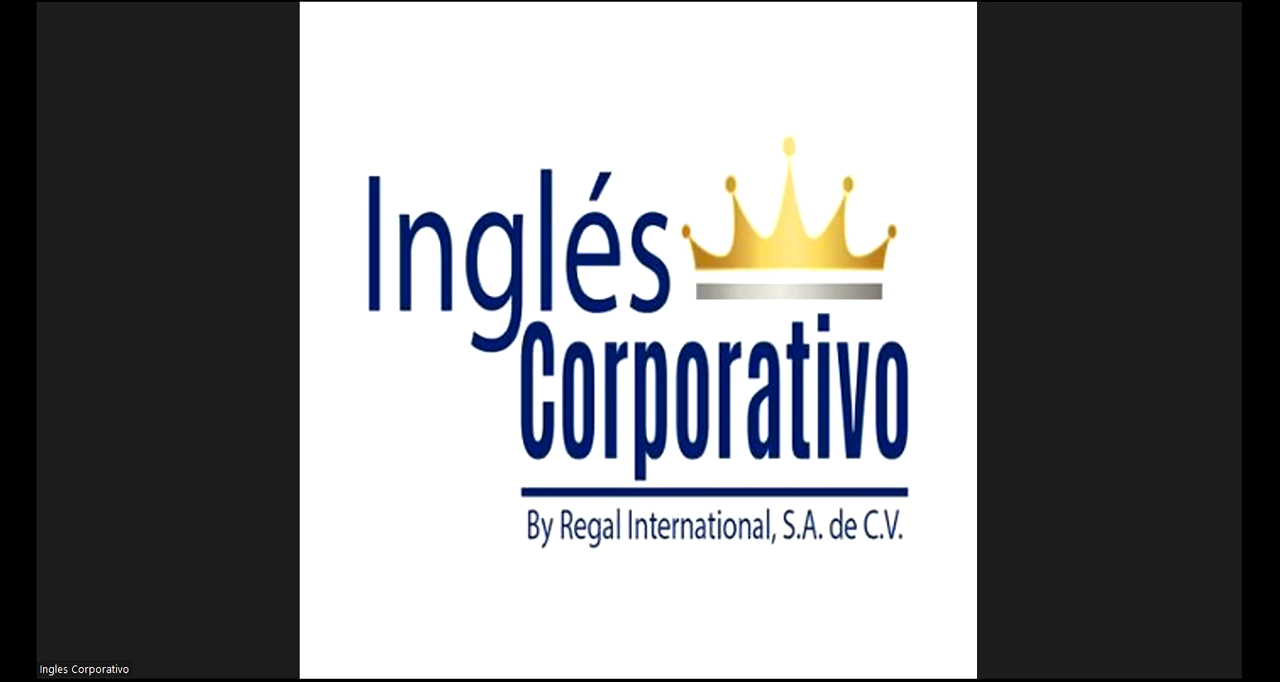 Inglés
Corporativo
By Regal International, S.A. de C.V.
Ingles Corporativo